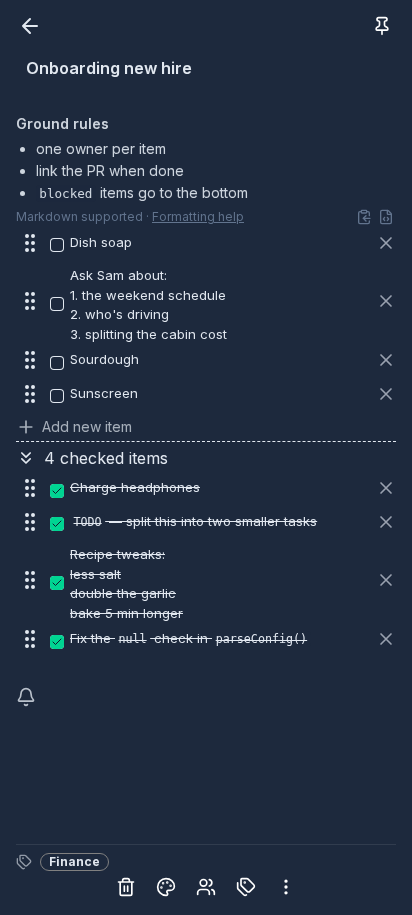 Onboarding new hire
Ground rules
one owner per item
link the PR when done
blocked items go to the bottom
Markdown supported · Formatting help
Dish soap
Ask Sam about:
1. the weekend schedule
2. who's driving
3. splitting the cabin cost
Sourdough
Sunscreen
Add new item
4 checked items
Charge headphones
TODO — split this into two smaller tasks
Recipe tweaks:
less salt
double the garlic
bake 5 min longer
Fix the null check in parseConfig()
Finance